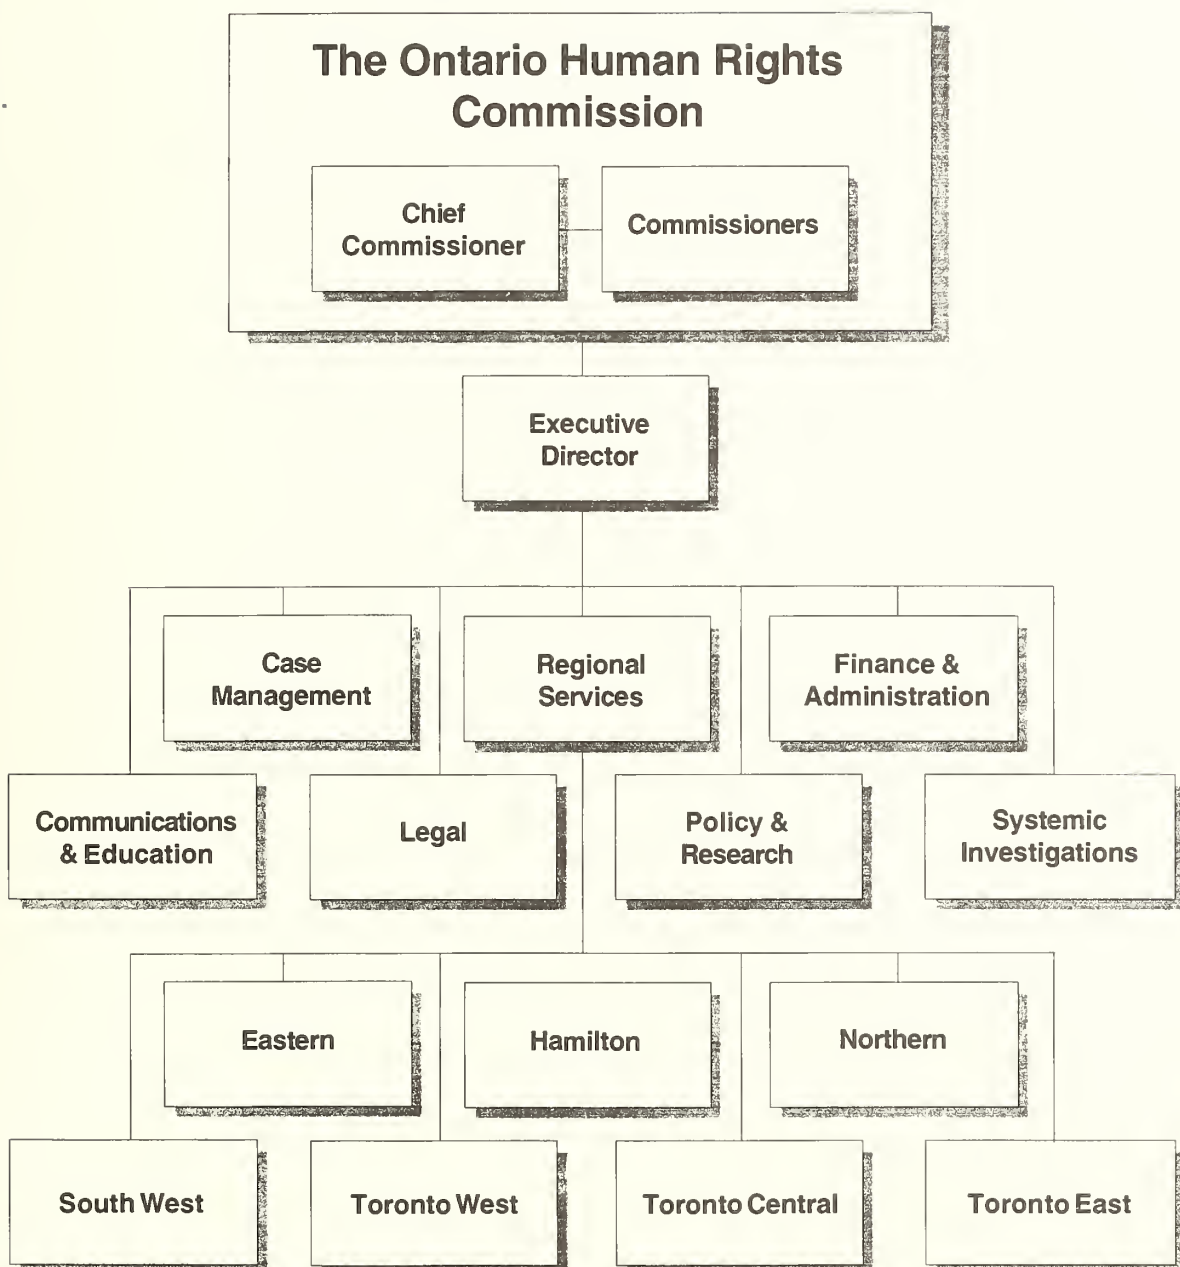 The Ontario Human Rights
Commission
Chief
Commissioner
Commissioners
Executive
Director
Case
Management
Regional
Services
Finance &
Administration
Communications
& Education
Legal
Policy &
Research
Systemic
Investigations
Eastern
Hamilton
Northern
South West
Toronto West
Toronto Central
Toronto East